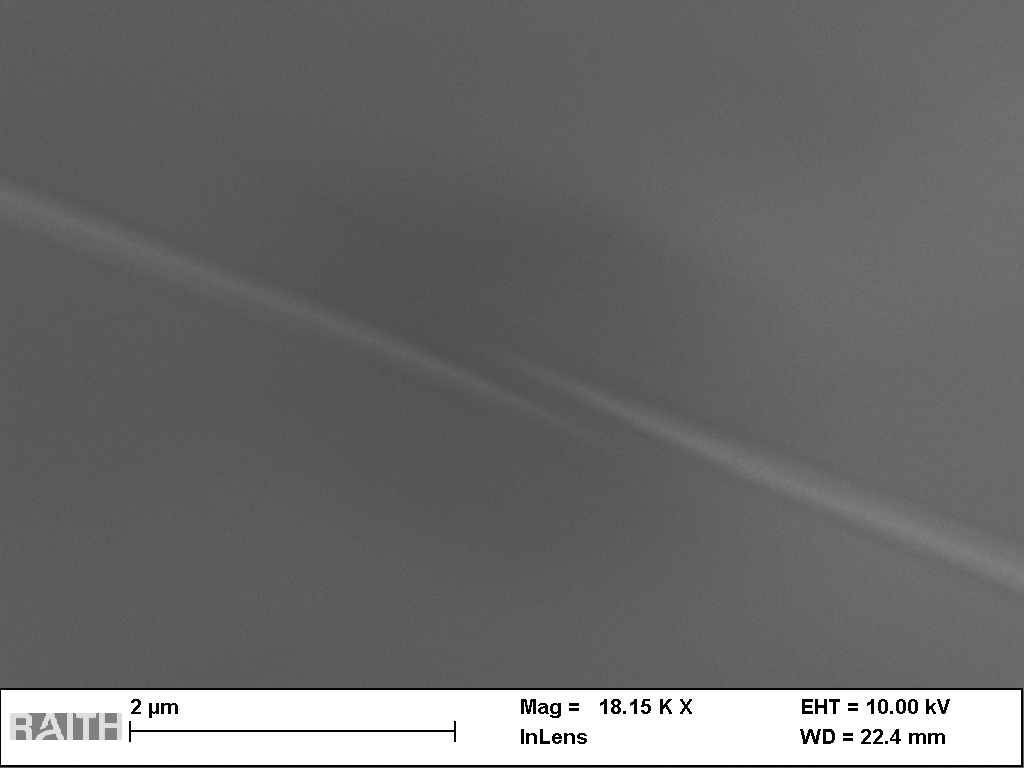 RAITH
2 µm
Mag = 18.15 K X
EHT = 10.00 kV
InLens
WD = 22.4 mm